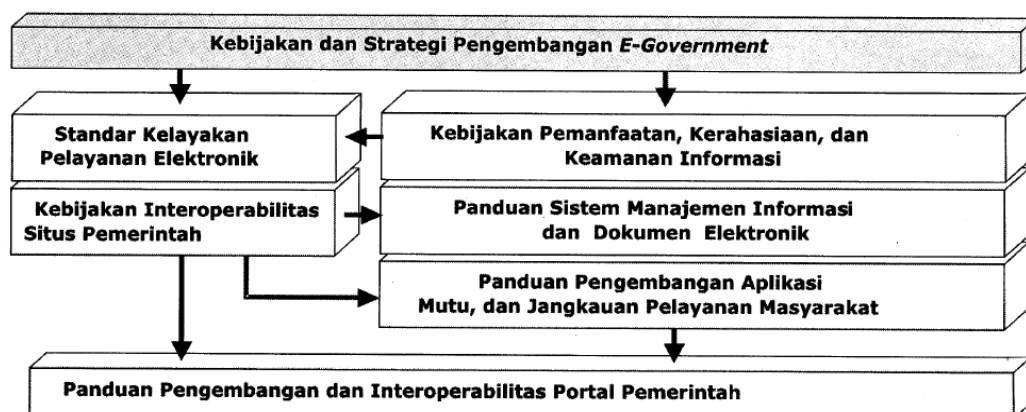 Kebijakan dan Strategi Pengembangan E-Government
Standar Kelayakan
Pelayanan Elektronik
Kebijakan Pemanfaatan, Kerahasiaan, dan
Keamanan Informasi
Kebijakan Interoperabilitas
Situs Pemerintah
Panduan Sistem Manajemen Informasi
dan Dokumen Elektronik
Panduan Pengembangan Aplikasi
Mutu, dan Jangkauan Pelayanan Masyarakat
Panduan Pengembangan dan Interoperabilitas Portal Pemerintah